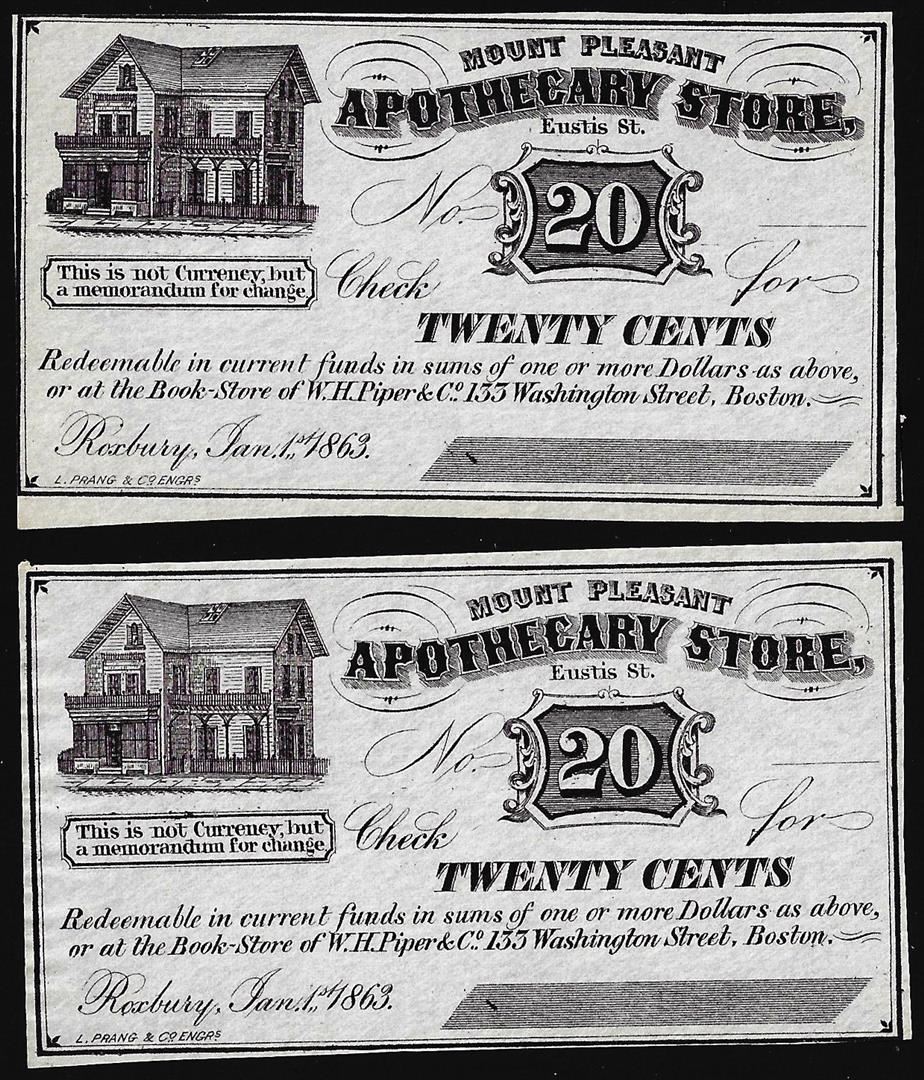 MOUNT PLEASANT
APOTHECARY STORE,
Eustis St.
No. 20
This is not Currency, but
a memorandum for change.
Check for
TWENTY CENTS
Redeemable in current funds in sums of one or more Dollars as above,
or at the Book-Store of W.H. Piper & Co. 133 Washington Street, Boston.
Roxbury, Jan. 1st, 1863.
L. PRANG & CO ENGRS
MOUNT PLEASANT
APOTHECARY STORE,
Eustis St.
No. 20
This is not Currency, but
a memorandum for change.
Check for
TWENTY CENTS
Redeemable in current funds in sums of one or more Dollars as above,
or at the Book-Store of W.H. Piper & Co. 133 Washington Street, Boston.
Roxbury, Jan. 1st, 1863.
L. PRANG & CO ENGRS